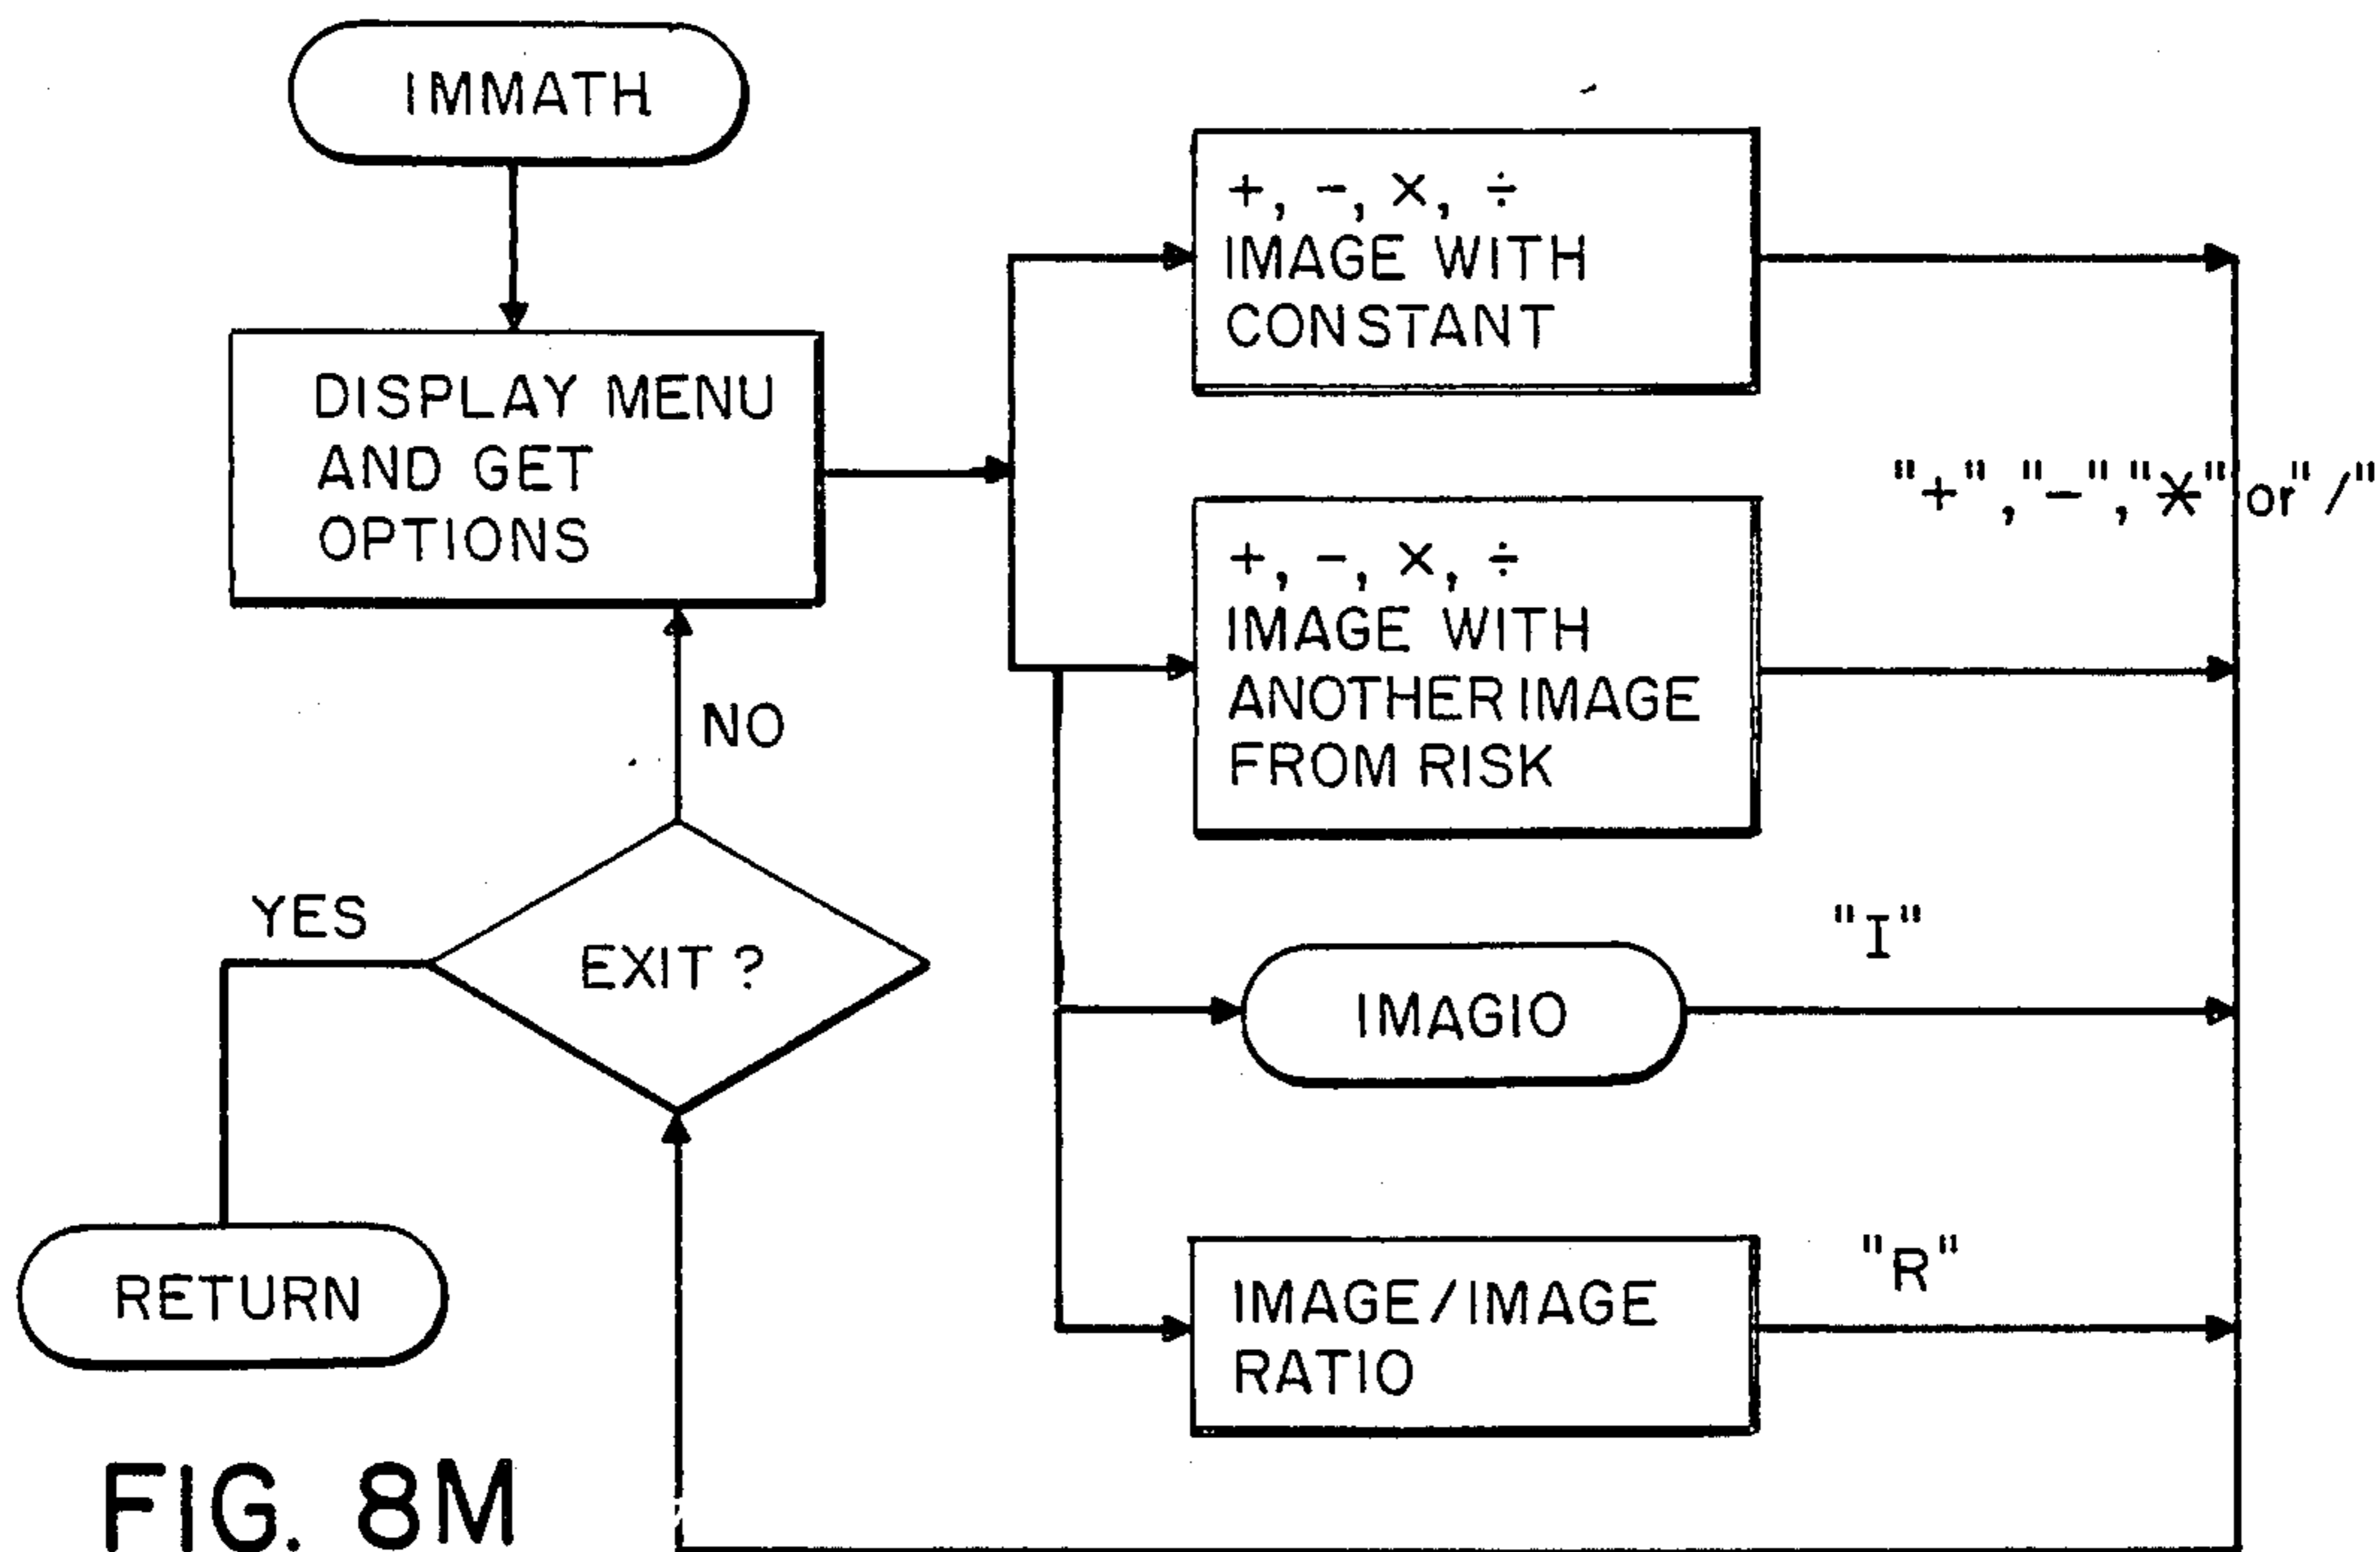 IMMATH
DISPLAY MENU
AND GET
OPTIONS
NO
YES
EXIT ?
RETURN
+, -, ×, ÷
IMAGE WITH
CONSTANT
"+", "-", "*" or "/"
+, -, ×, ÷
IMAGE WITH
ANOTHER IMAGE
FROM RISK
"I"
IMAGIO
"R"
IMAGE/IMAGE
RATIO
FIG. 8M